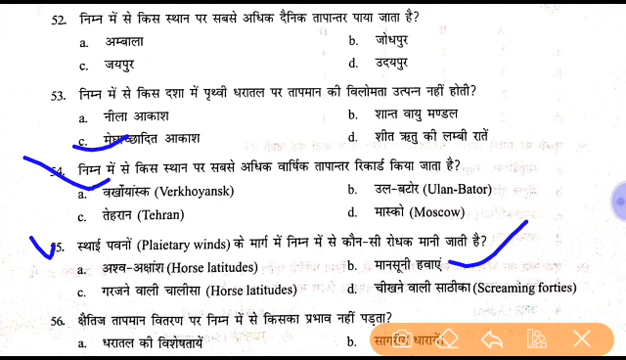 52. निम्न में से किस स्थान पर सबसे अधिक दैनिक तापान्तर पाया जाता है?
a. अम्बाला b. जोधपुर
c. जयपुर d. उदयपुर
53. निम्न में से किस दशा में पृथ्वी धरातल पर तापमान की विलोमता उत्पन्न नहीं होती?
a. नीला आकाश b. शान्त वायु मण्डल
c. मेघाच्छादित आकाश d. शीत ऋतु की लम्बी रातें
54. निम्न में से किस स्थान पर सबसे अधिक वार्षिक तापान्तर रिकार्ड किया जाता है?
a. वर्खोयांस्क (Verkhoyansk) b. उल-बटोर (Ulan-Bator)
c. तेहरान (Tehran) d. मास्को (Moscow)
55. स्थाई पवनों (Plaietary winds) के मार्ग में निम्न में से कौन-सी रोधक मानी जाती है?
a. अश्व-अक्षांश (Horse latitudes) b. मानसूनी हवाएं
c. गरजने वाली चालीसा (Horse latitudes) d. चीखने वाली साठीका (Screaming forties)
56. क्षैतिज तापमान वितरण पर निम्न में से किसका प्रभाव नहीं पड़ता?
a. धरातल की विशेषतायें b. सागरीय धारायें